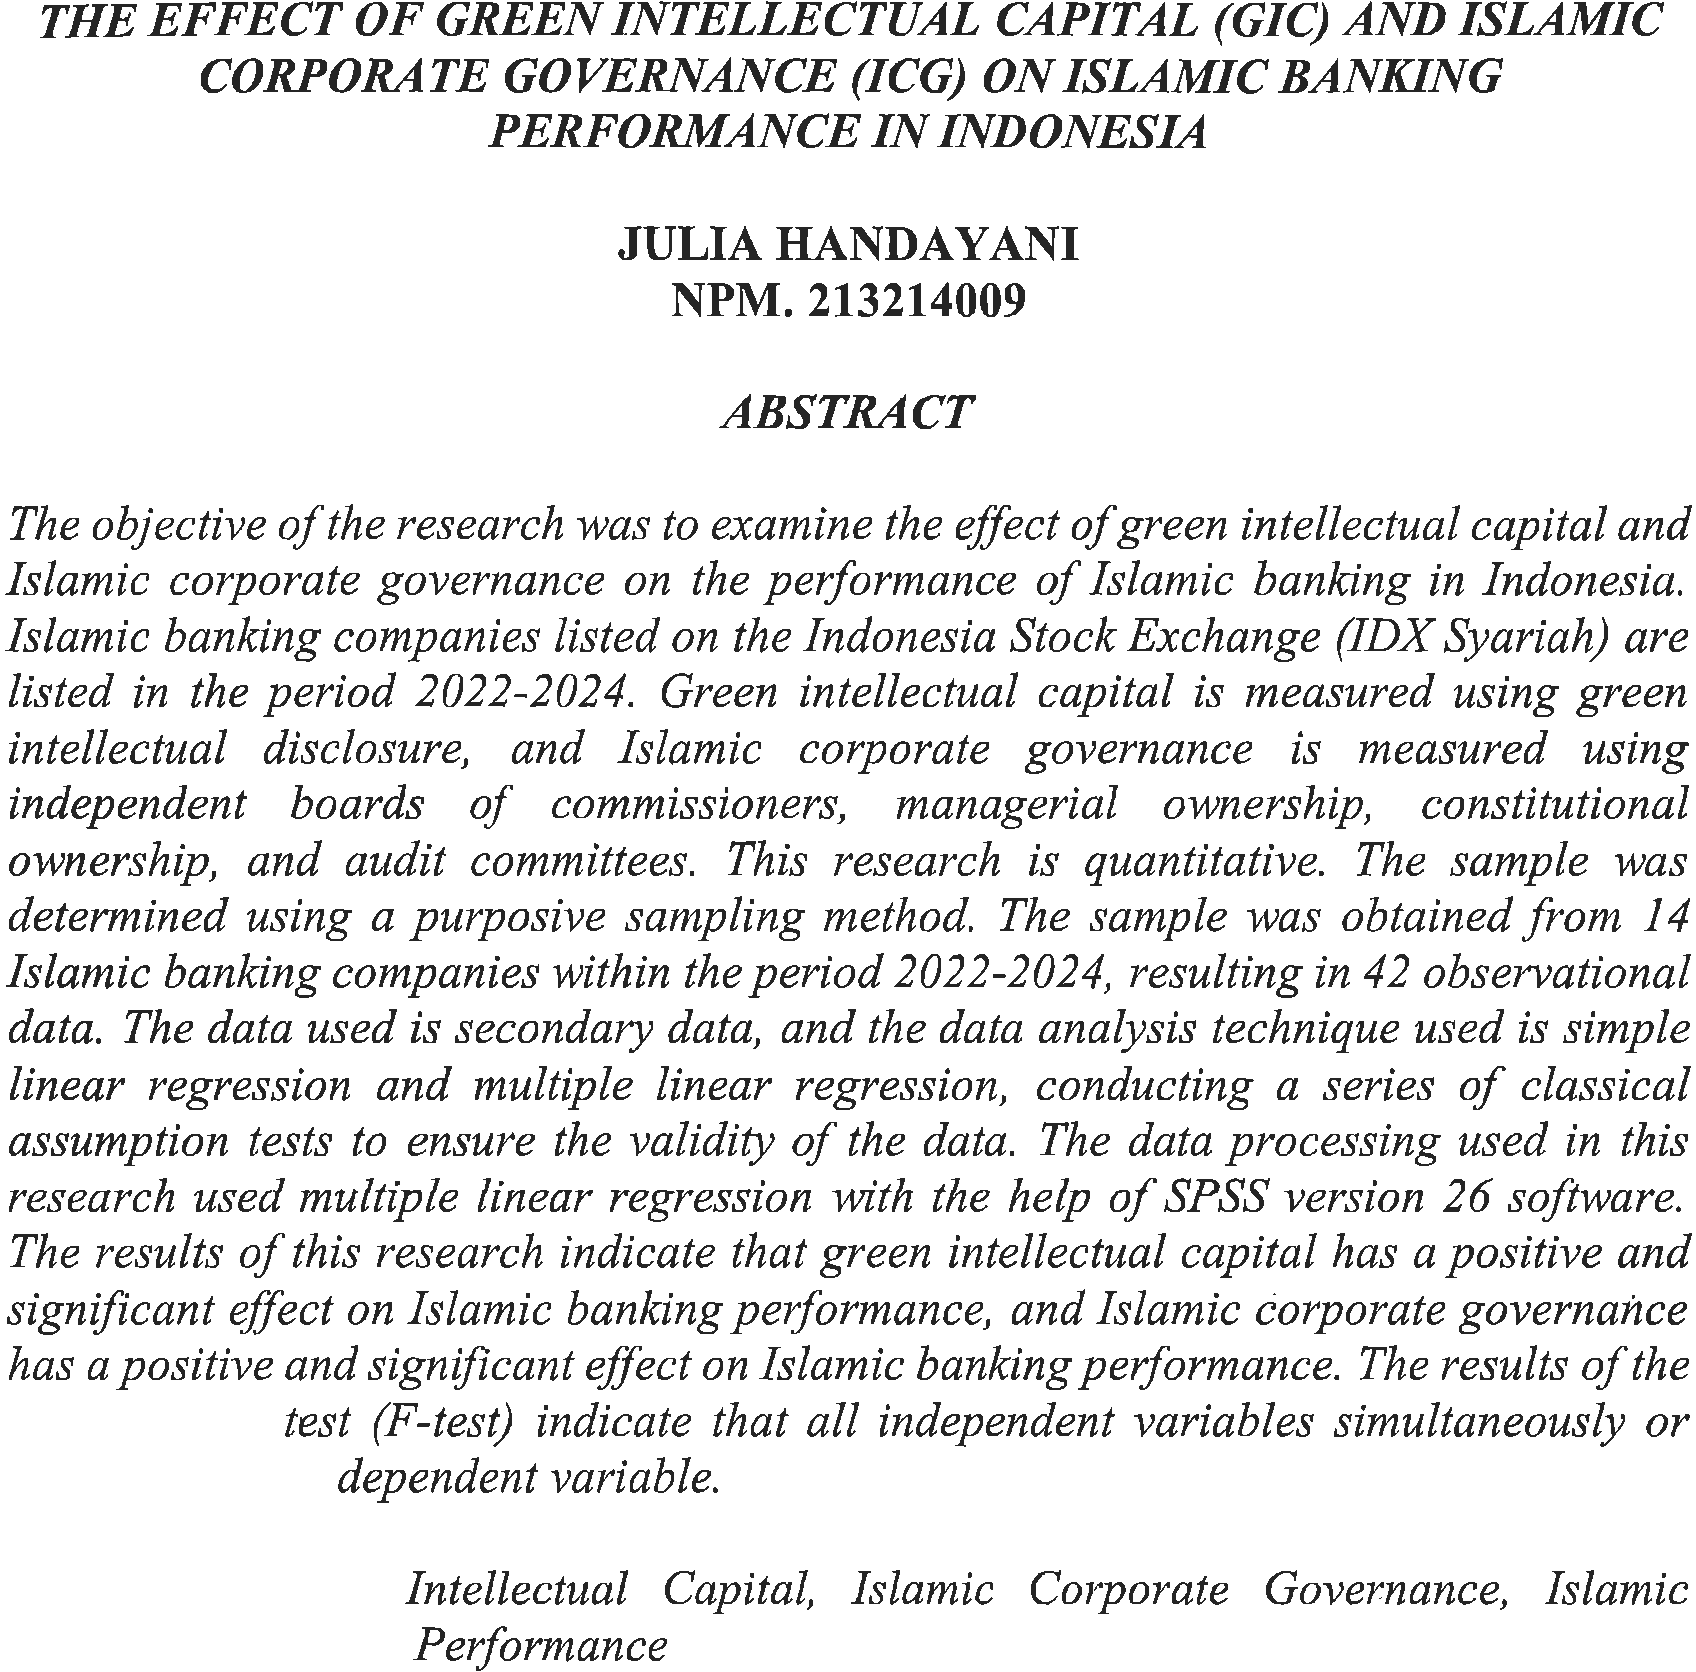 THE EFFECT OF GREEN INTELLECTUAL CAPITAL (GIC) AND ISLAMIC
CORPORATE GOVERNANCE (ICG) ON ISLAMIC BANKING
PERFORMANCE IN INDONESIA
JULIA HANDAYANI
NPM. 213214009
ABSTRACT
The objective of the research was to examine the effect of green intellectual capital and
Islamic corporate governance on the performance of Islamic banking in Indonesia.
Islamic banking companies listed on the Indonesia Stock Exchange (IDX Syariah) are
listed in the period 2022-2024. Green intellectual capital is measured using green
intellectual disclosure, and Islamic corporate governance is measured using
independent boards of commissioners, managerial ownership, constitutional
ownership, and audit committees. This research is quantitative. The sample was
determined using a purposive sampling method. The sample was obtained from 14
Islamic banking companies within the period 2022-2024, resulting in 42 observational
data. The data used is secondary data, and the data analysis technique used is simple
linear regression and multiple linear regression, conducting a series of classical
assumption tests to ensure the validity of the data. The data processing used in this
research used multiple linear regression with the help of SPSS version 26 software.
The results of this research indicate that green intellectual capital has a positive and
significant effect on Islamic banking performance, and Islamic corporate governance
has a positive and significant effect on Islamic banking performance. The results of the
test (F-test) indicate that all independent variables simultaneously or
dependent variable.
Intellectual Capital, Islamic Corporate Governance, Islamic
Performance